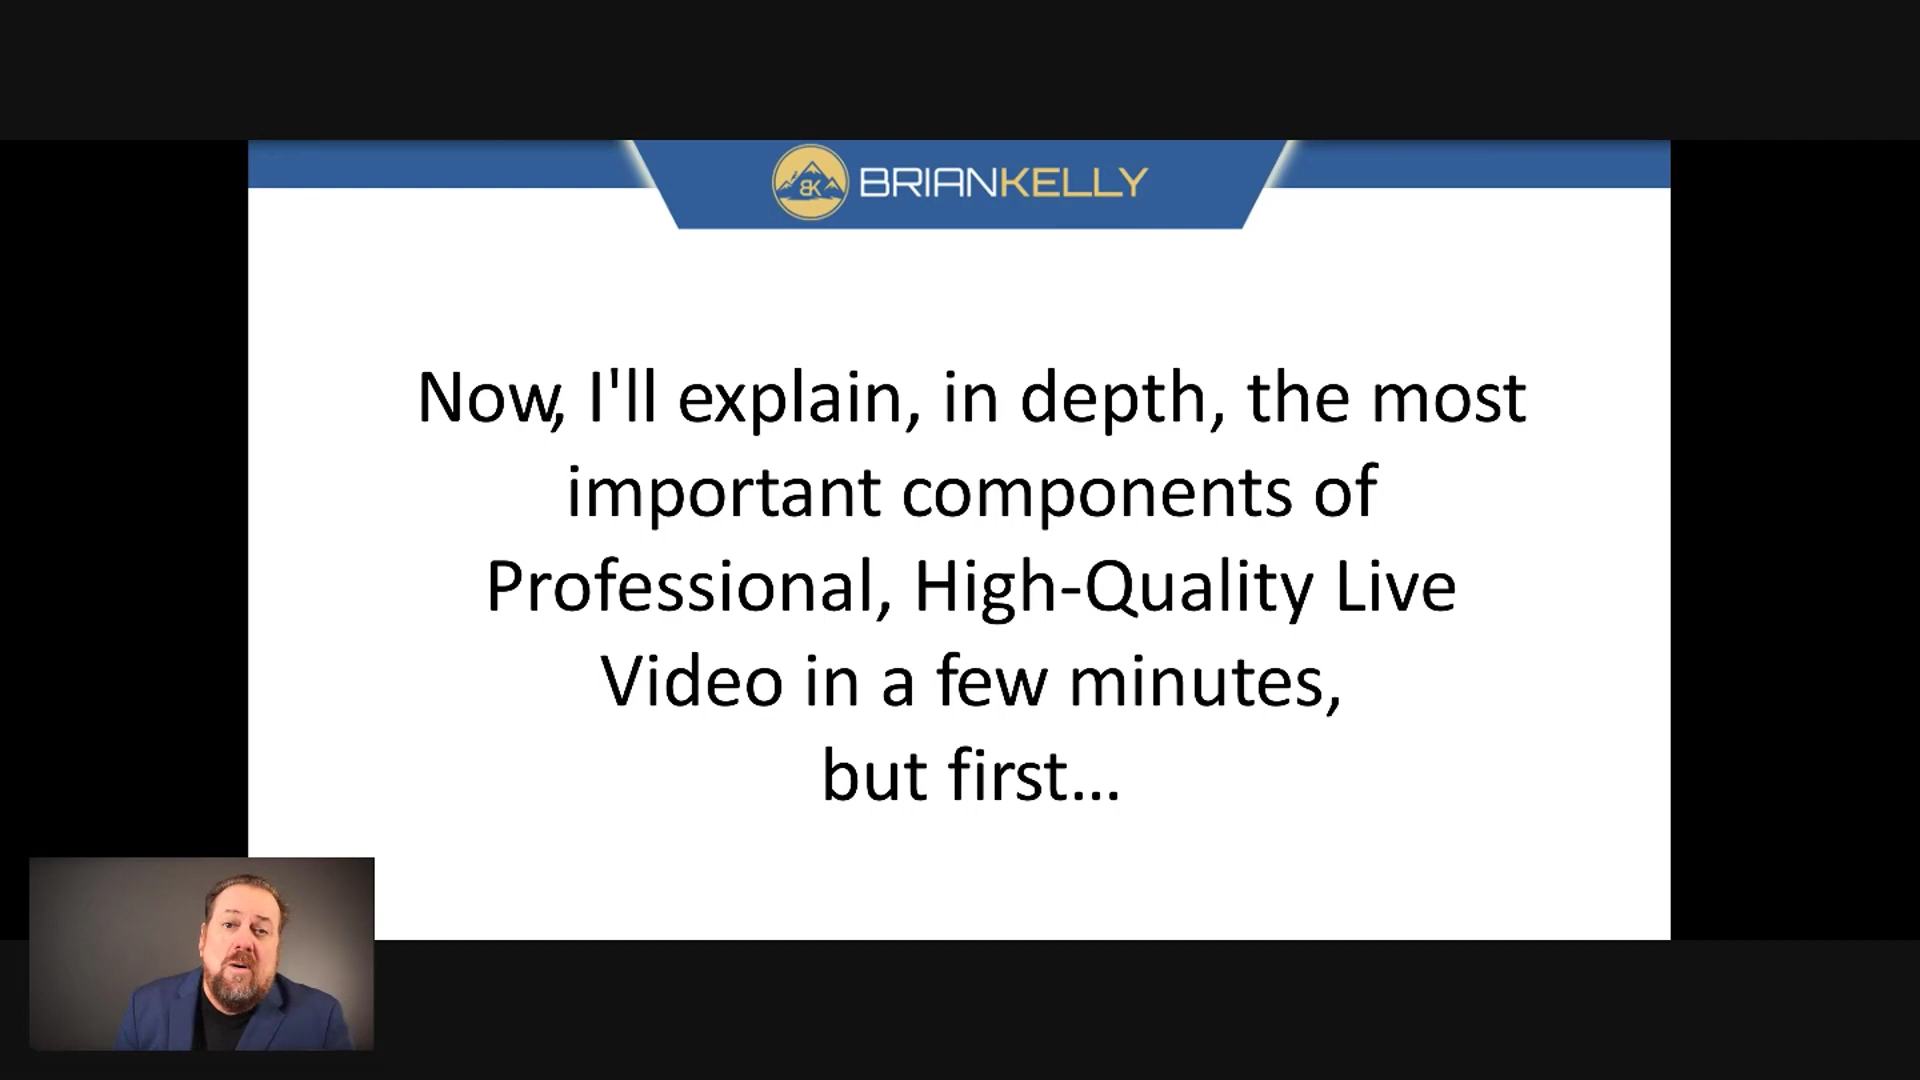 BK BRIANKELLY
Now, I'll explain, in depth, the most
important components of
Professional, High-Quality Live
Video in a few minutes,
but first...